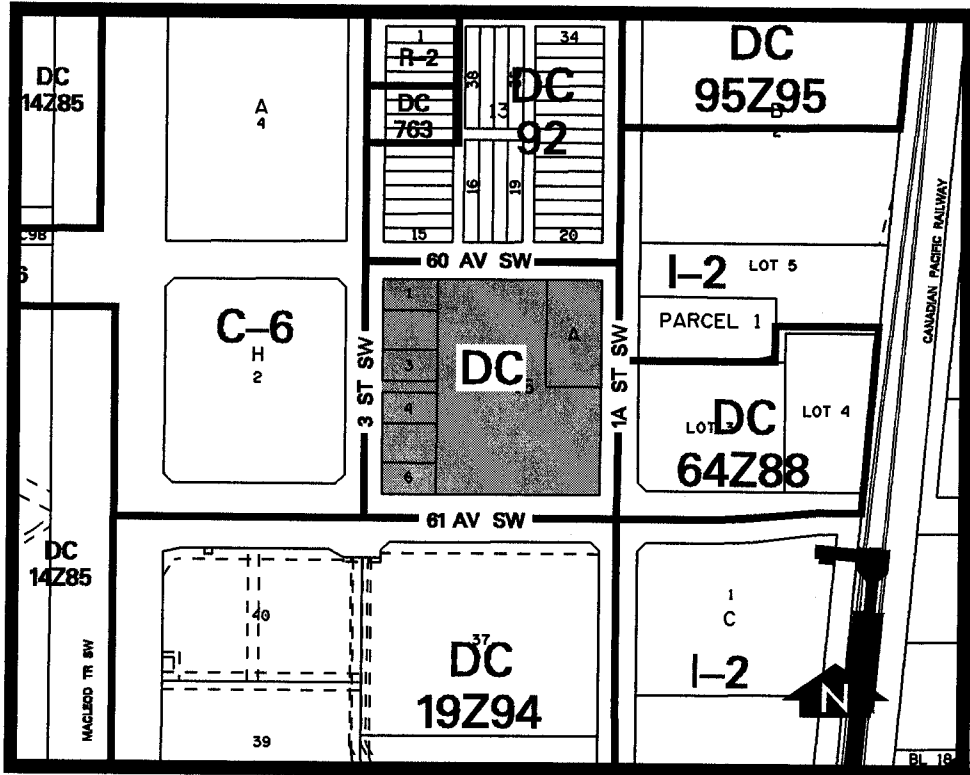 DC
14Z85
A
4
1
R-2
DC
763
15
38
13
16
19
DC
92
34
20
DC
95Z95
B
2
C9B
6
60 AV SW
I-2
LOT 5
PARCEL 1
CANADIAN PACIFIC RAILWAY
C-6
H
2
3 ST SW
1
3
4
6
DC
A
1A ST SW
LOT 3
DC
64Z88
LOT 4
61 AV SW
DC
14Z85
MACLEOD TR SW
40
39
37
DC
19Z94
1
C
I-2
N
BL 18